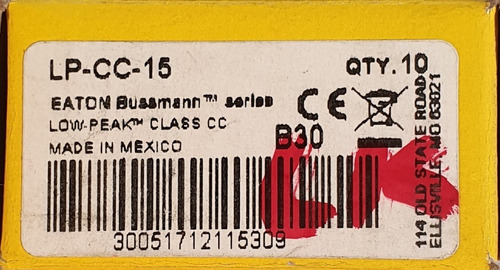 LP-CC-15
QTY. 10
EATON Bussmann™ series
LOW-PEAK™ CLASS CC
MADE IN MEXICO
CE
B30
30051712115309
114 OLD STATE ROAD
ELLISVILLE, MO 63021